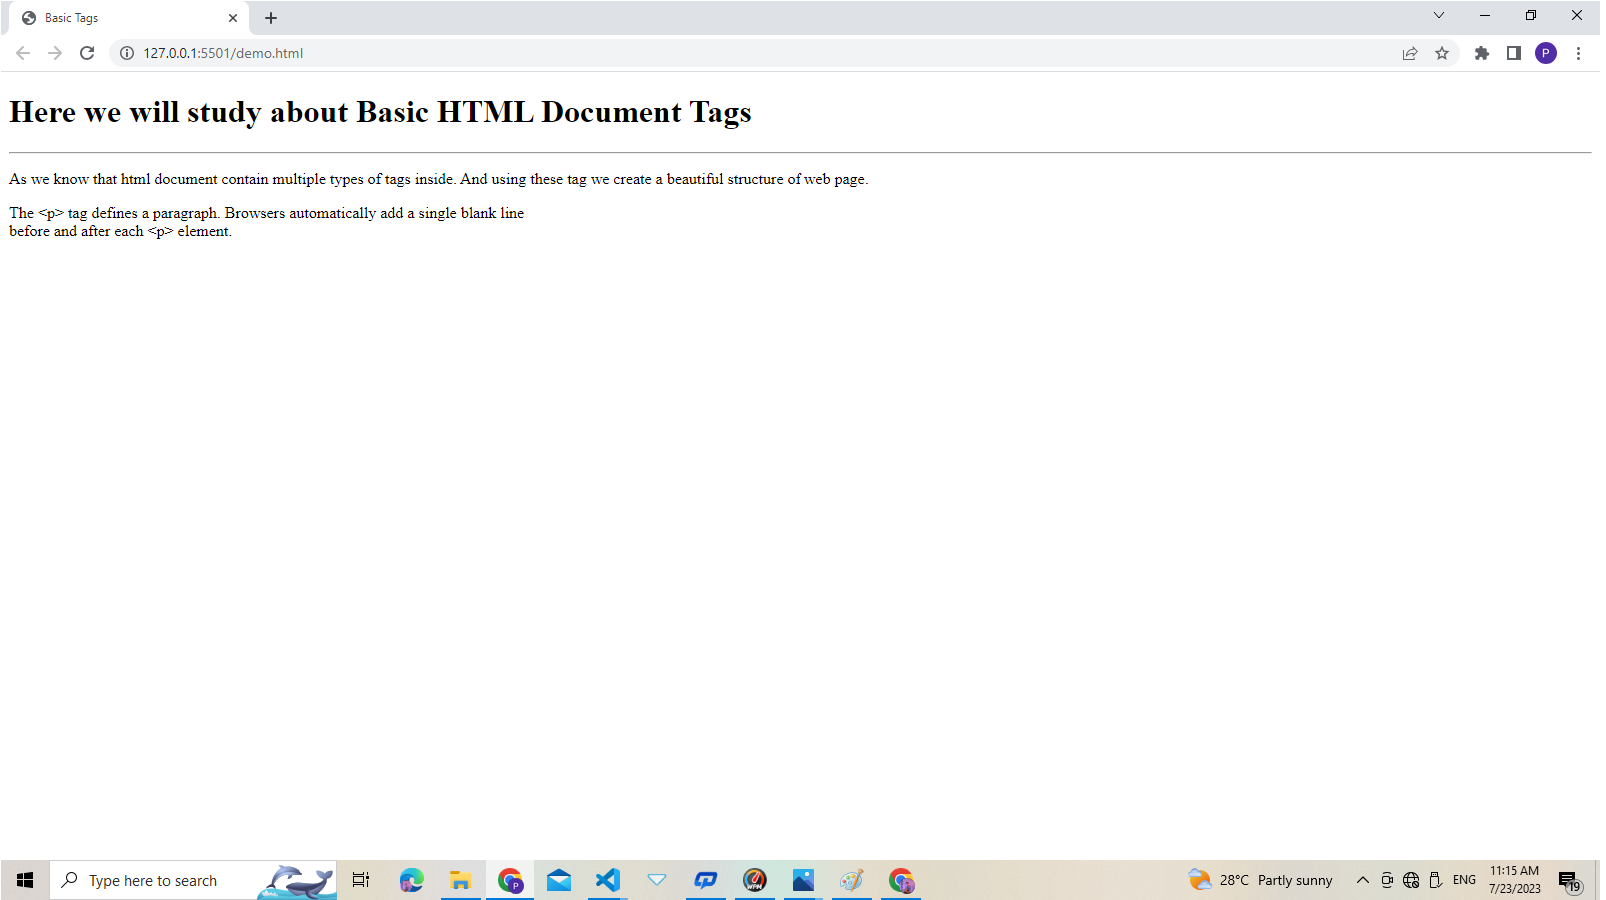 Basic Tags
127.0.0.1:5501/demo.html
P
Here we will study about Basic HTML Document Tags
As we know that html document contain multiple types of tags inside. And using these tag we create a beautiful structure of web page.
The <p> tag defines a paragraph. Browsers automatically add a single blank line
before and after each <p> element.
Type here to search
P
WPM
28°C Partly sunny
ENG
11:15 AM
7/23/2023
19